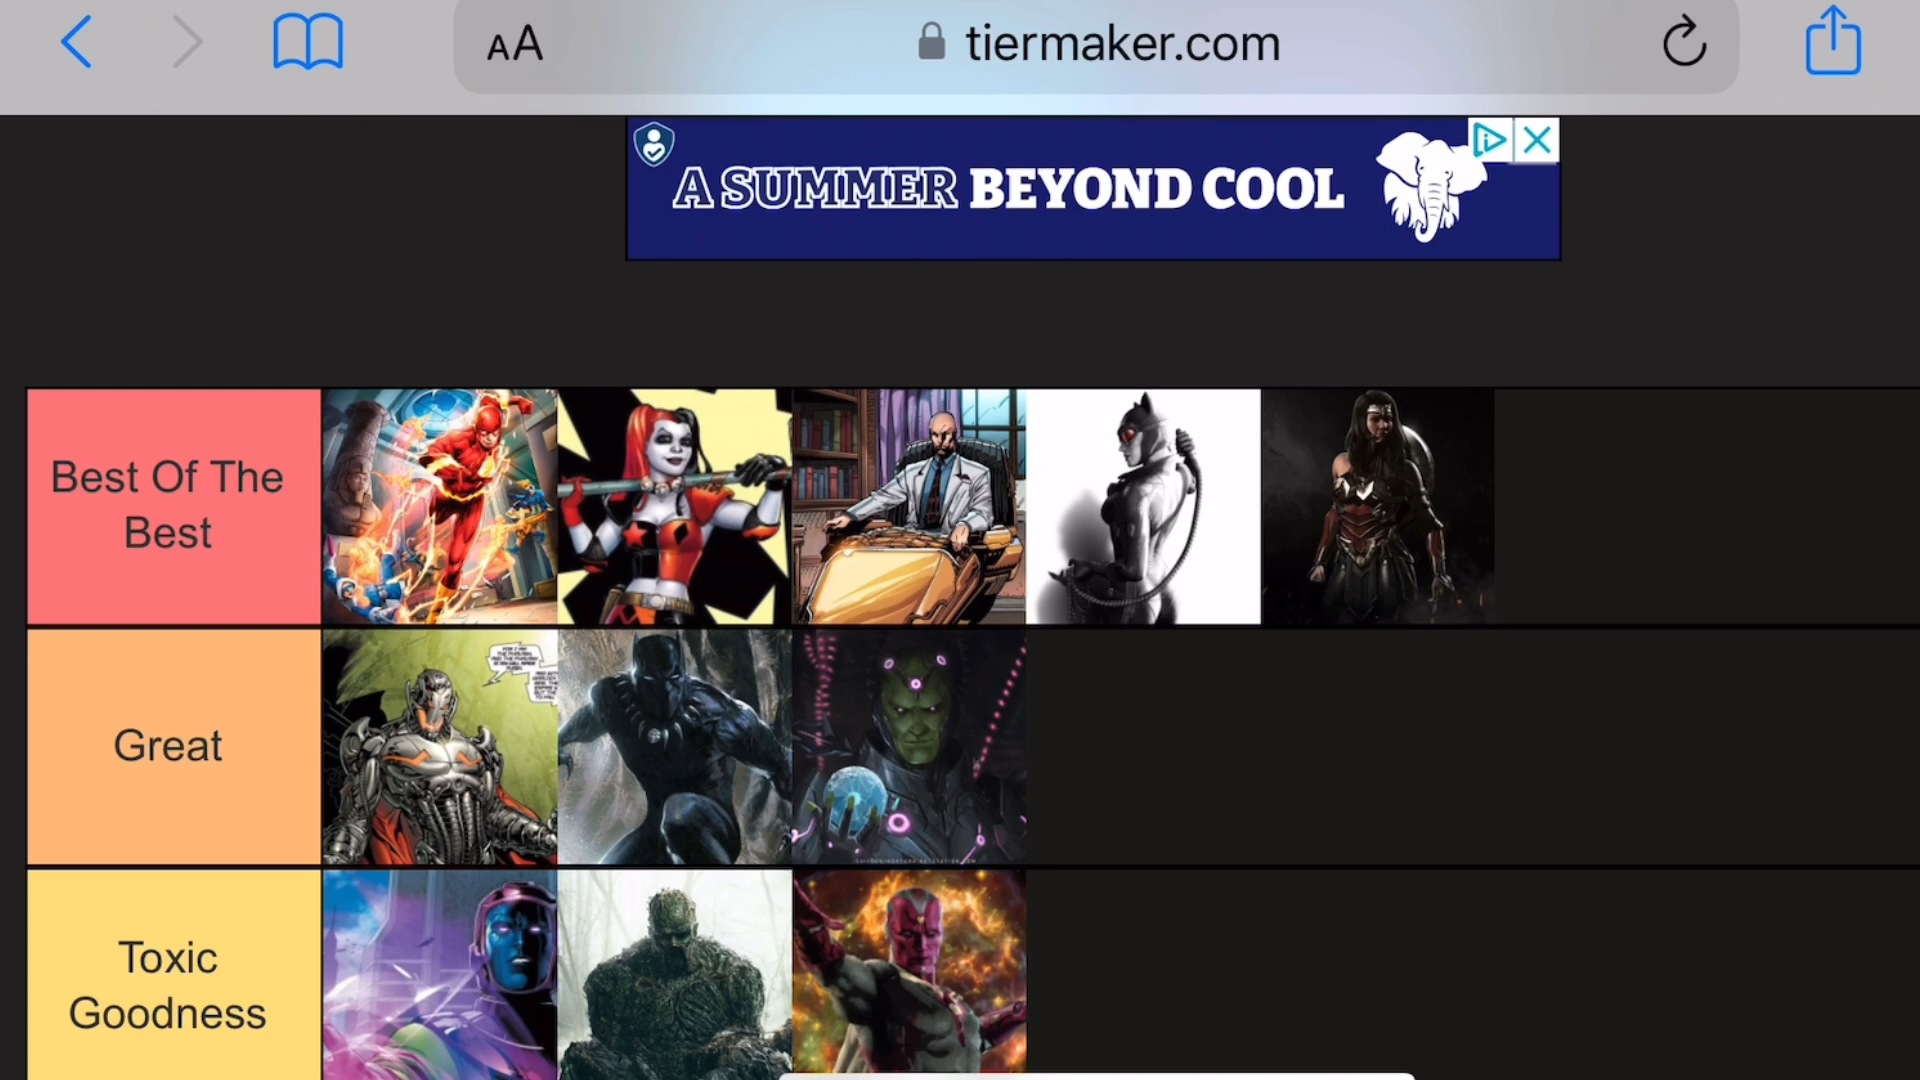 AA
tiermaker.com
A SUMMER BEYOND COOL
Best Of The
Best
Great
Toxic
Goodness